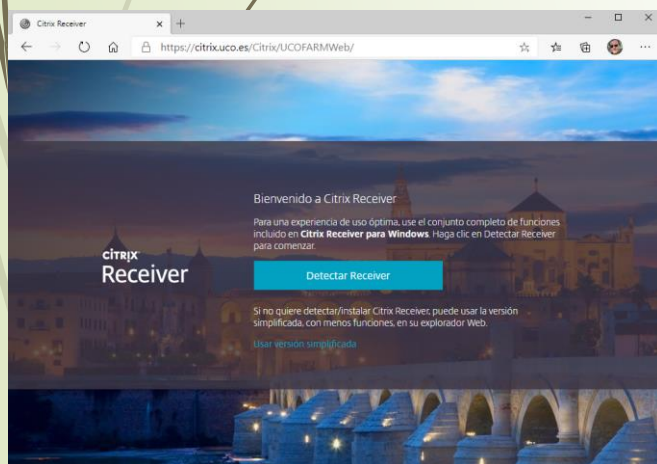 Citrix Receiver
https://citrix.uco.es/Citrix/UCOFARMWeb/
Bienvenido a Citrix Receiver
Para una experiencia de uso óptima, use el conjunto completo de funciones
incluido en Citrix Receiver para Windows. Haga clic en Detectar Receiver
para comenzar.
CITRIX
Receiver
Detectar Receiver
Si no quiere detectar/instalar Citrix Receiver, puede usar la versión
simplificada, con menos funciones, en su explorador Web.
Usar versión simplificada